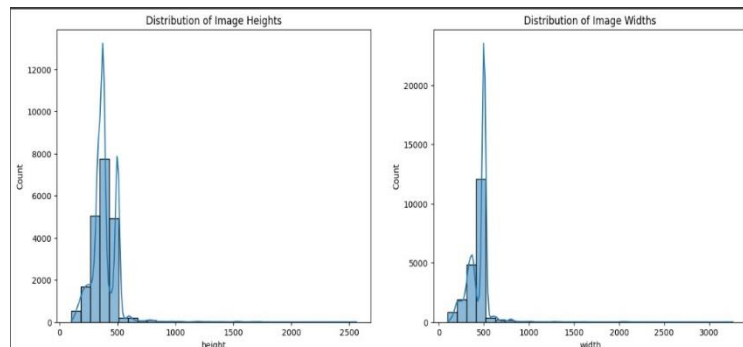 Distribution of Image Heights
12000
10000
8000
6000
4000
2000
0
Count
0 500 1000 1500 2000 2500
height
Distribution of Image Widths
20000
15000
10000
5000
0
Count
0 500 1000 1500 2000 2500 3000
width